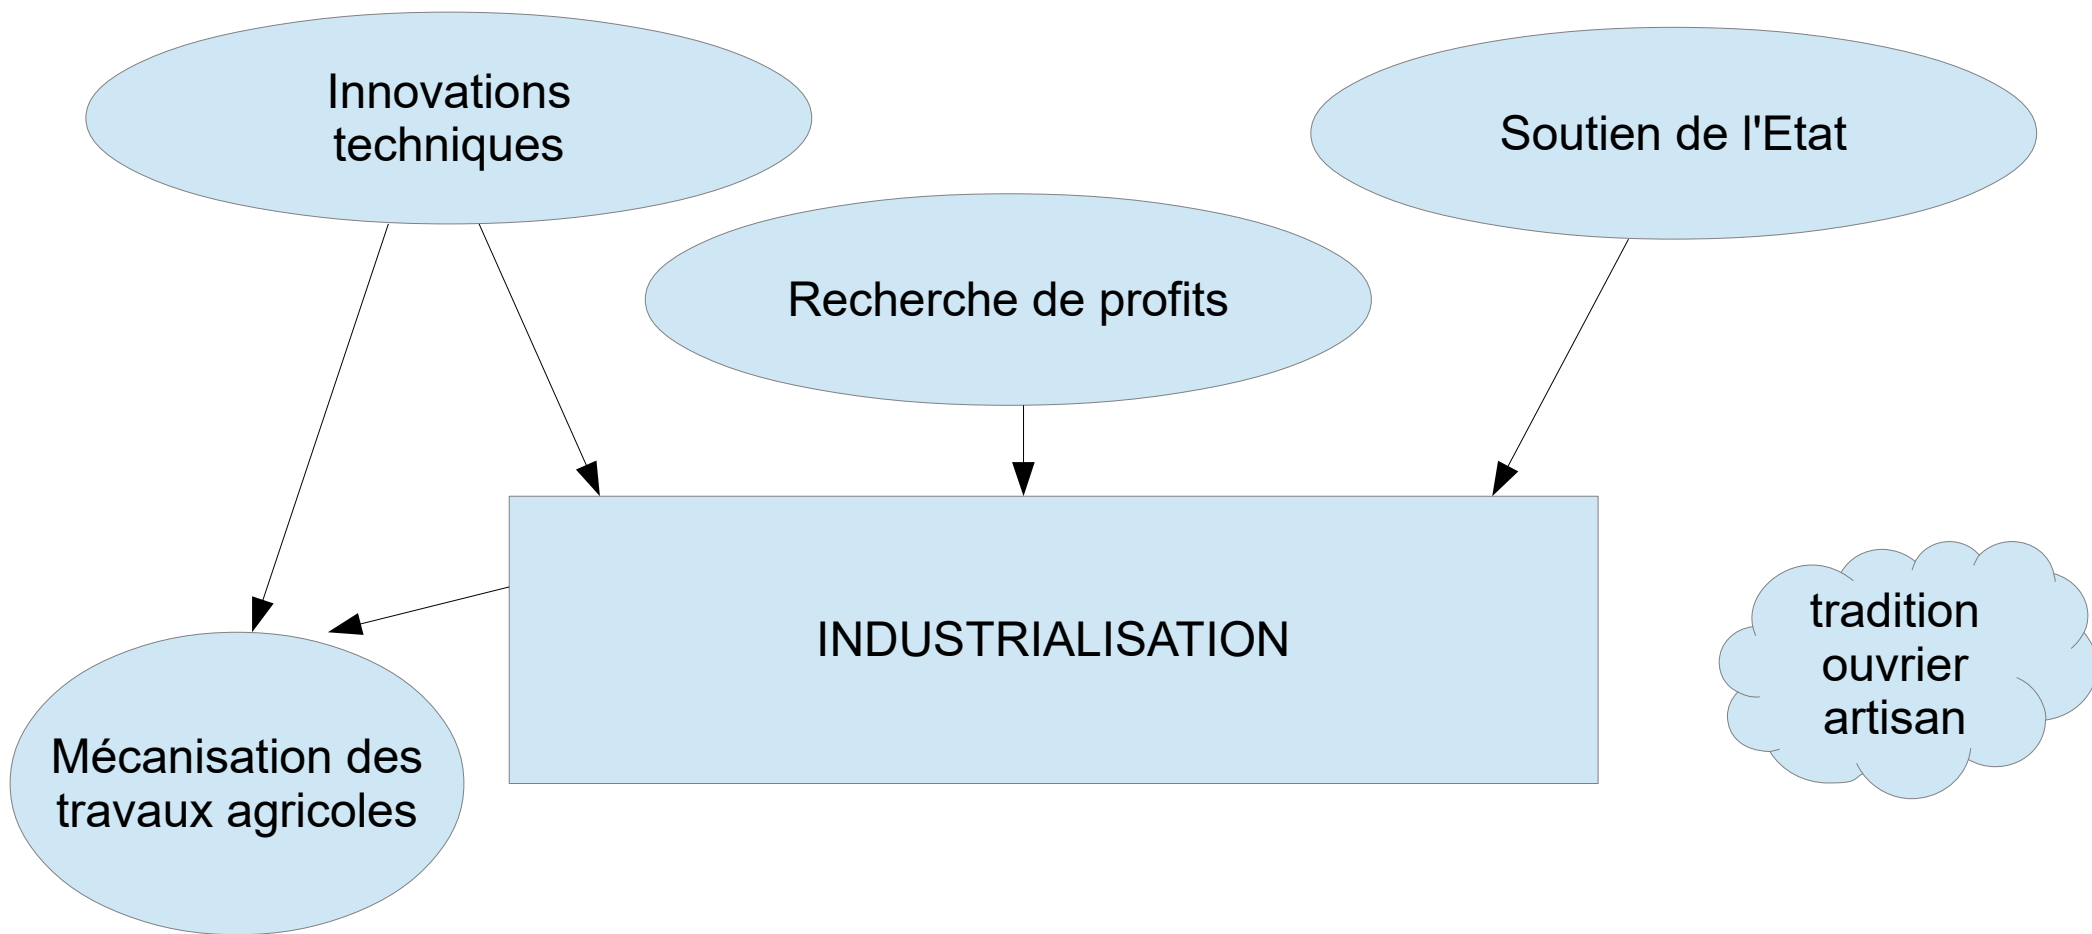 Innovations
techniques
Soutien de l'Etat
Recherche de profits
INDUSTRIALISATION
tradition
ouvrier
artisan
Mécanisation des
travaux agricoles